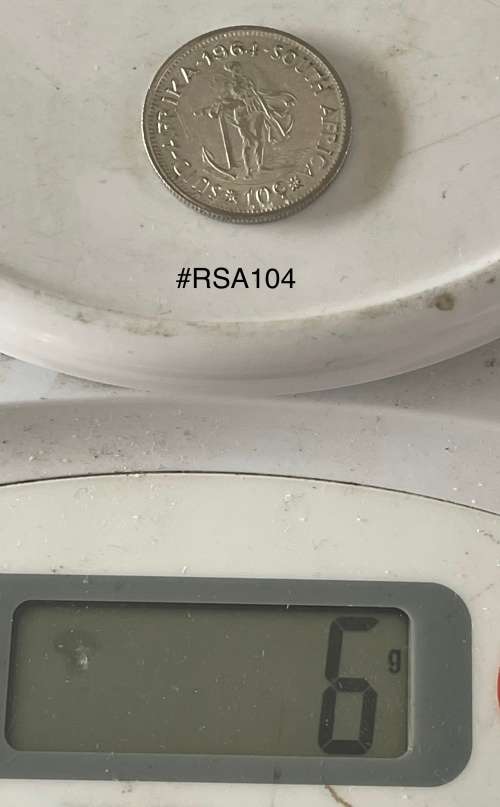 SUID-AFRIKA·1964·SOUTH AFRICA
10c
#RSA104
6 g